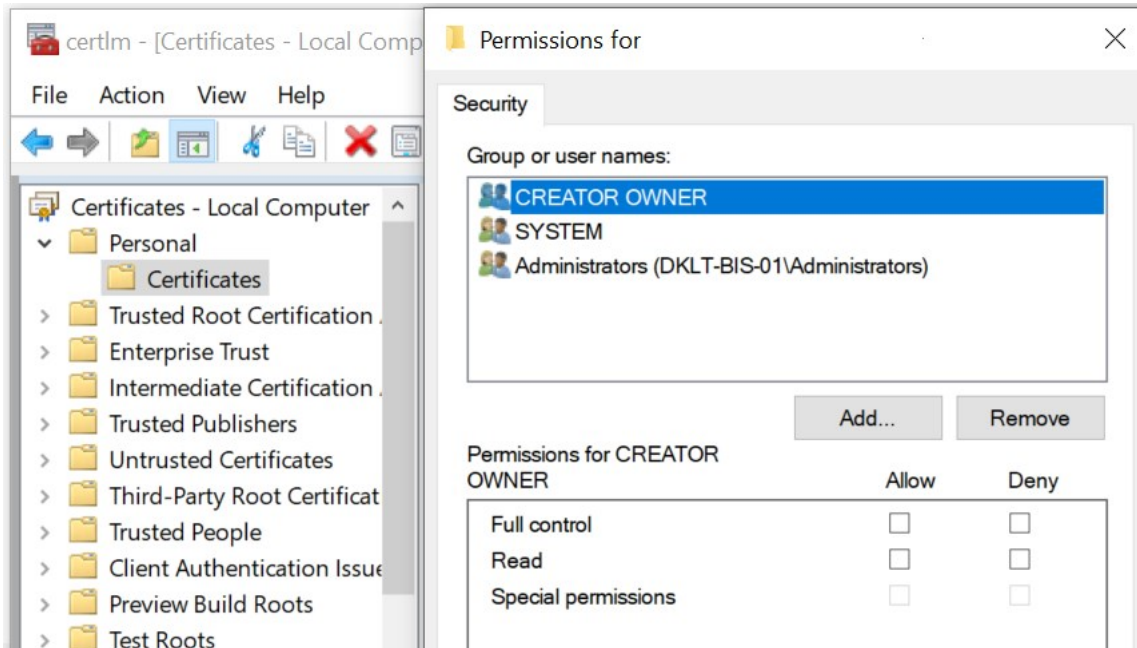 certlm - [Certificates - Local Comp
File Action View Help
Certificates - Local Computer
Personal
Certificates
Trusted Root Certification
Enterprise Trust
Intermediate Certification
Trusted Publishers
Untrusted Certificates
Third-Party Root Certificat
Trusted People
Client Authentication Issue
Preview Build Roots
Test Roots
Permissions for
Security
Group or user names:
CREATOR OWNER
SYSTEM
Administrators (DKLT-BIS-01\Administrators)
Add... Remove
Permissions for CREATOR
OWNER Allow Deny
Full control
Read
Special permissions